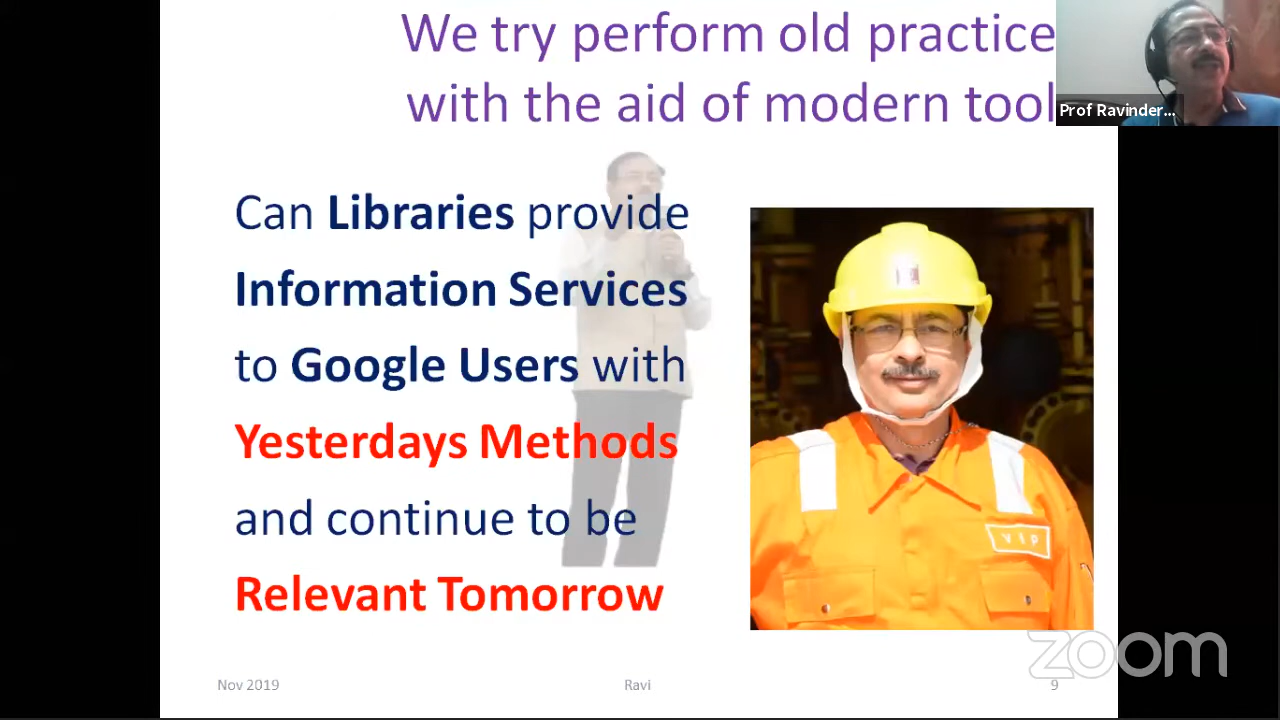 We try perform old practice
with the aid of modern tool
Prof Ravinder...
Can Libraries provide
Information Services
to Google Users with
Yesterdays Methods
and continue to be
Relevant Tomorrow
VIP
zoom
Nov 2019
Ravi
9